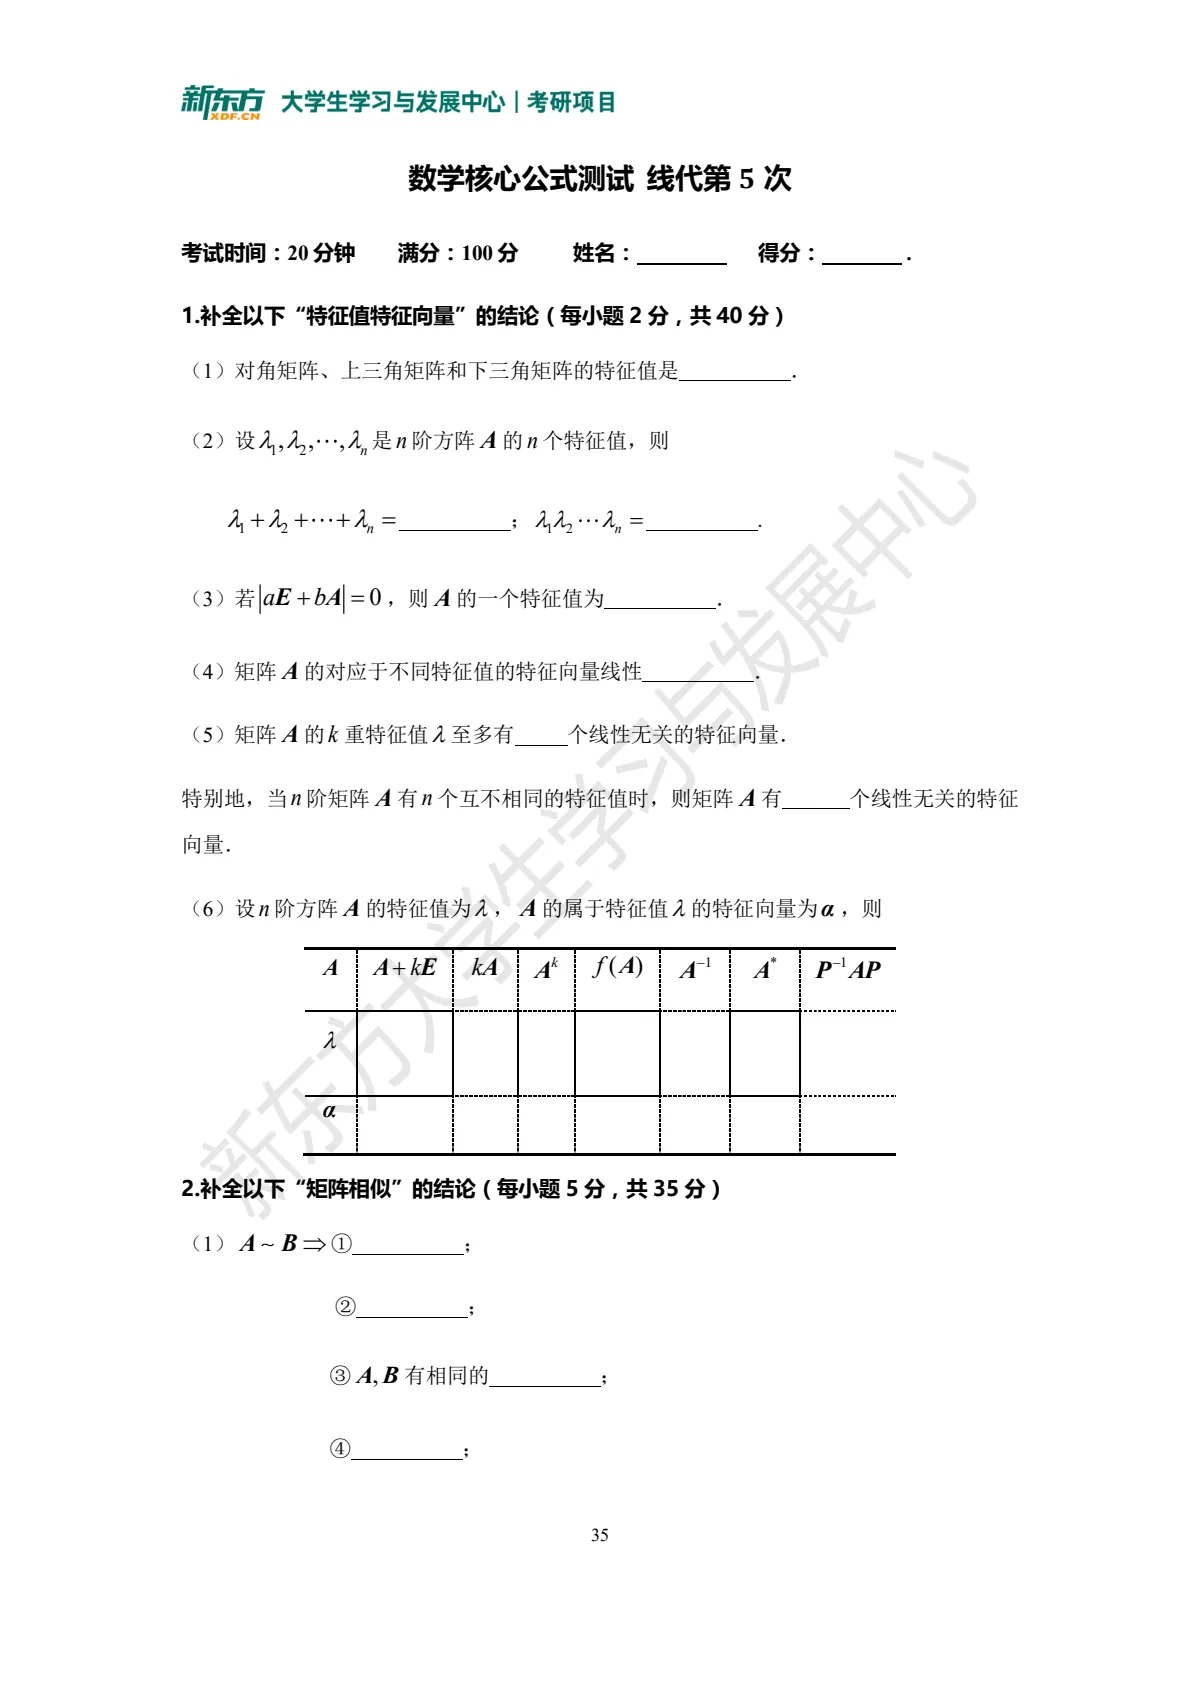 新东方 XDF.CN 大学生学习与发展中心|考研项目
数学核心公式测试 线代第 5 次
考试时间：20 分钟 满分：100 分 姓名：________ 得分：________.
1.补全以下“特征值特征向量”的结论（每小题 2 分，共 40 分）
（1）对角矩阵、上三角矩阵和下三角矩阵的特征值是__________．
（2）设λ₁,λ₂,⋯,λₙ是n阶方阵 A 的n个特征值，则
λ₁+λ₂+⋯+λₙ=__________；λ₁λ₂⋯λₙ=__________.
（3）若|aE+bA|=0，则 A 的一个特征值为__________．
（4）矩阵 A 的对应于不同特征值的特征向量线性__________．
（5）矩阵 A 的k重特征值λ至多有_____个线性无关的特征向量．
特别地，当n阶矩阵 A 有n个互不相同的特征值时，则矩阵 A 有______个线性无关的特征
向量．
（6）设n阶方阵 A 的特征值为λ， A 的属于特征值λ的特征向量为α，则
A A+kE kA Aᵏ f(A) A⁻¹ A* P⁻¹AP
λ
α
2.补全以下“矩阵相似”的结论（每小题 5 分，共 35 分）
（1） A~B⇒①__________；
②__________；
③ A,B 有相同的__________；
④__________；
35
新东方大学生学习与发展中心